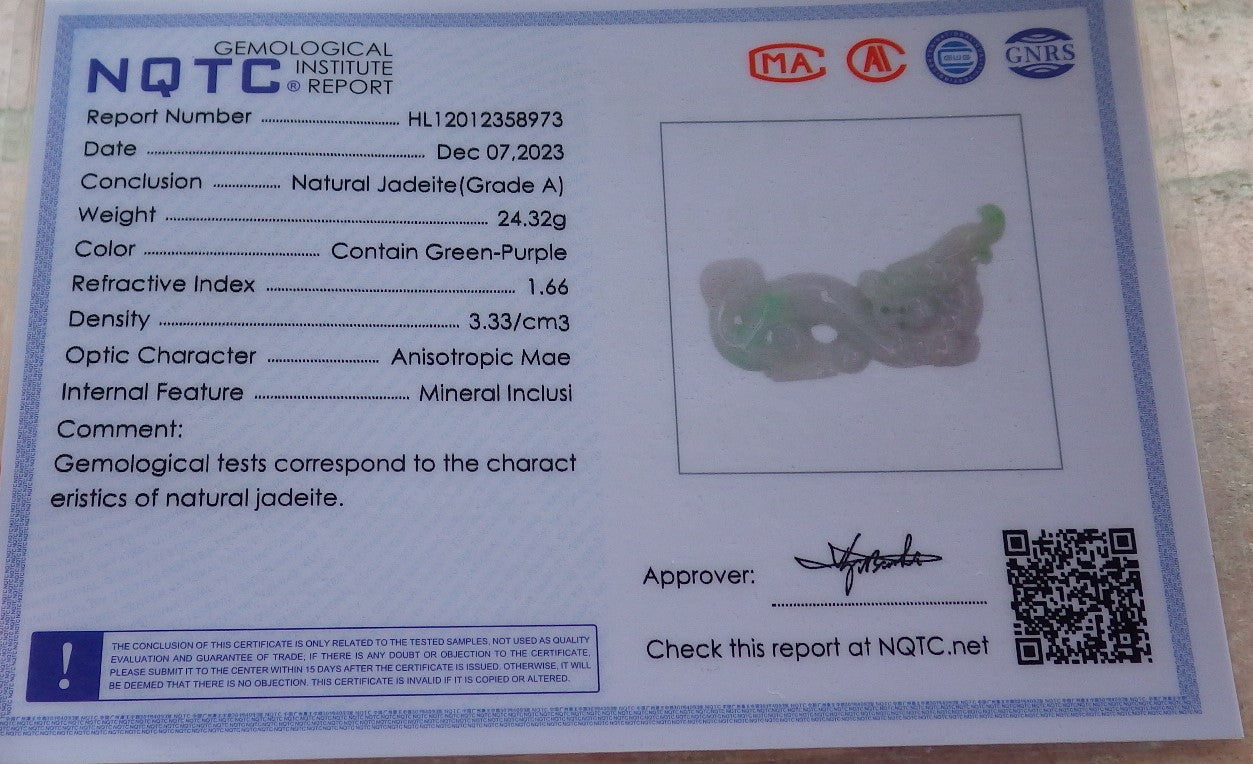 GEMOLOGICAL
NQTC® INSTITUTE
REPORT
Report Number HL12012358973
Date Dec 07,2023
Conclusion Natural Jadeite(Grade A)
Weight 24.32g
Color Contain Green-Purple
Refractive Index 1.66
Density 3.33/cm3
Optic Character Anisotropic Mae
Internal Feature Mineral Inclusi
Comment:
Gemological tests correspond to the charact
eristics of natural jadeite.
! THE CONCLUSION OF THIS CERTIFICATE IS ONLY RELATED TO THE TESTED SAMPLES, NOT USED AS QUALITY
EVALUATION AND GUARANTEE OF TRADE, IF THERE IS ANY DOUBT OR OBJECTION TO THE CERTIFICATE,
PLEASE SUBMIT IT TO THE CENTER WITHIN 15 DAYS AFTER THE CERTIFICATE IS ISSUED. OTHERWISE, IT WILL
BE DEEMED THAT THERE IS NO OBJECTION. THIS CERTIFICATE IS INVALID IF IT IS COPIED OR ALTERED.
MA
AL
GNRS
Approver:
Check this report at NQTC.net